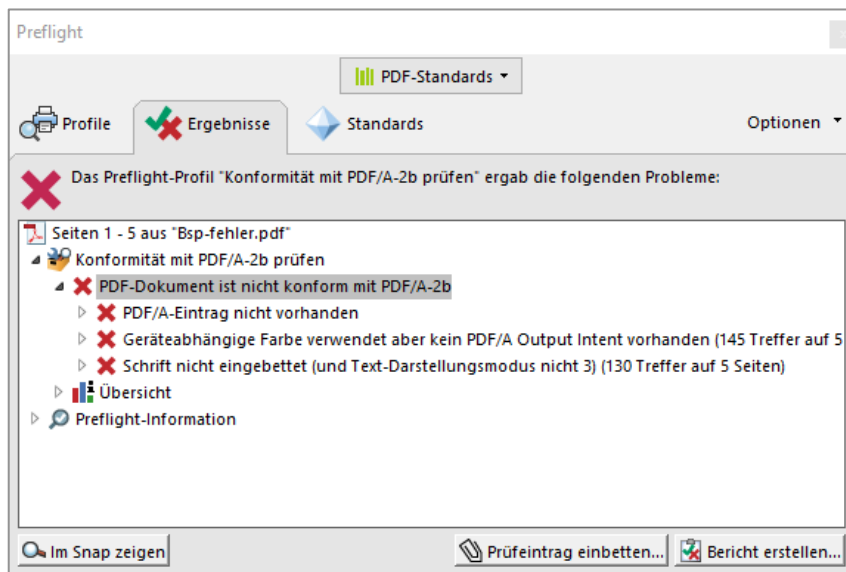 Preflight
PDF-Standards
Profile
Ergebnisse
Standards
Optionen
Das Preflight-Profil "Konformität mit PDF/A-2b prüfen" ergab die folgenden Probleme:
Seiten 1 - 5 aus "Bsp-fehler.pdf"
Konformität mit PDF/A-2b prüfen
PDF-Dokument ist nicht konform mit PDF/A-2b
PDF/A-Eintrag nicht vorhanden
Geräteabhängige Farbe verwendet aber kein PDF/A Output Intent vorhanden (145 Treffer auf 5
Schrift nicht eingebettet (und Text-Darstellungsmodus nicht 3) (130 Treffer auf 5 Seiten)
Übersicht
Preflight-Information
Im Snap zeigen
Prüfeintrag einbetten...
Bericht erstellen...